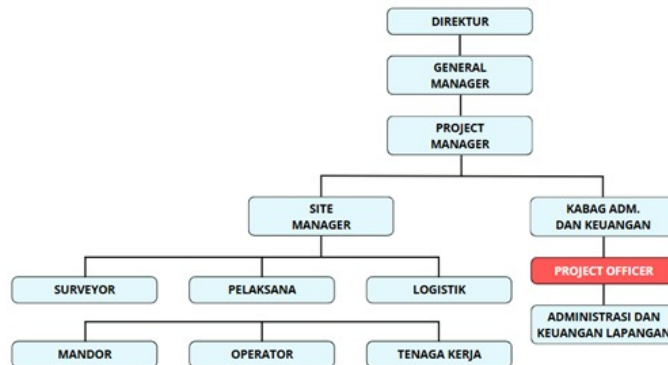 DIREKTUR
GENERAL
MANAGER
PROJECT
MANAGER
SITE
MANAGER
KABAG ADM.
DAN KEUANGAN
PROJECT OFFICER
SURVEYOR
PELAKSANA
LOGISTIK
ADMINISTRASI DAN
KEUANGAN LAPANGAN
MANDOR
OPERATOR
TENAGA KERJA